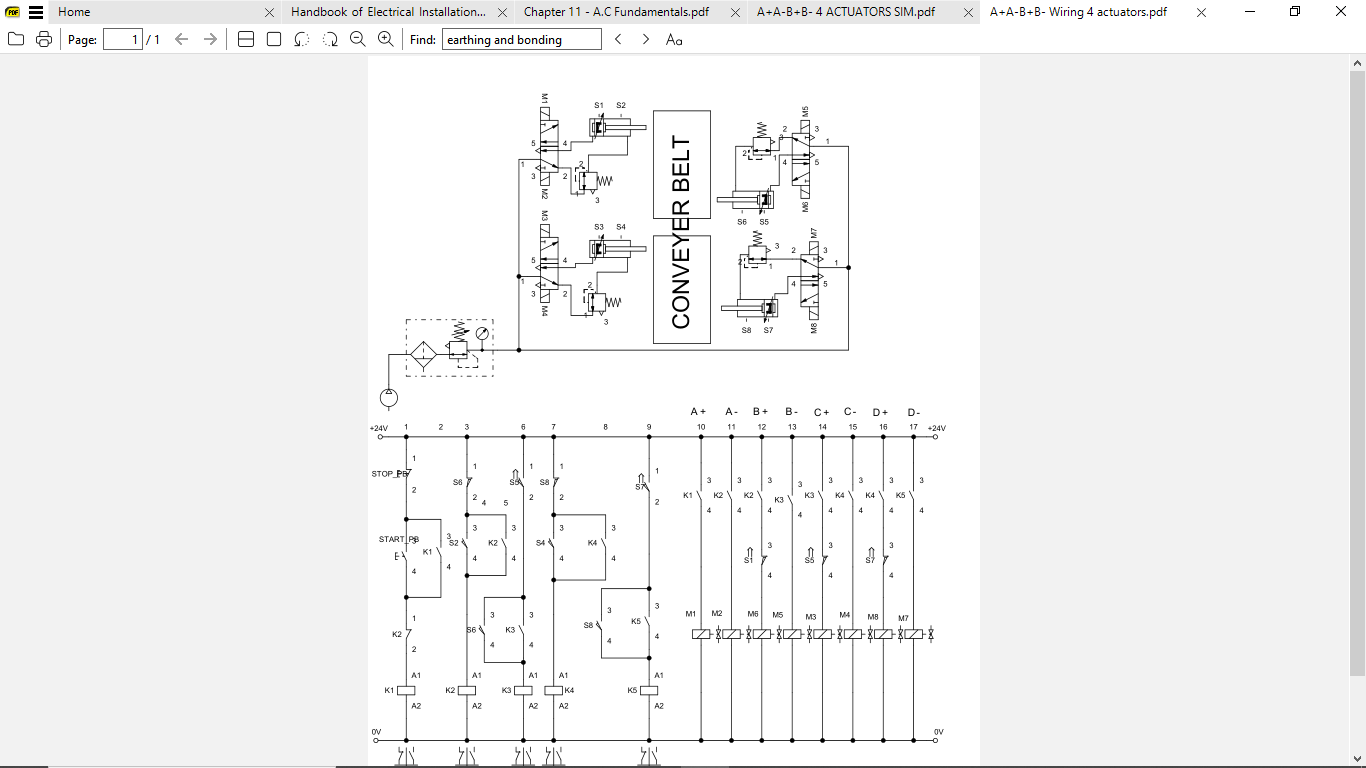 PDF Home Handbook of Electrical Installation... Chapter 11 - A.C Fundamentals.pdf A+A-B+B- 4 ACTUATORS SIM.pdf A+A-B+B- Wiring 4 actuators.pdf
Page: 1 / 1 Find: earthing and bonding Aa
M1 S1 S2 M5
5 4 2 3
1 2 1
3 2 4 5
M2 1 3 M6
S6 S5
M3 S3 S4 M7
5 4 3 2 3
1 2 2 1 1
3 2 4 5
M4 1 3 M8
S8 S7
CONVEYER BELT
A+ A- B+ B- C+ C- D+ D-
+24V 1 2 3 6 7 8 9 10 11 12 13 14 15 16 17 +24V
1 1 1 1 1
STOP_PB S6 S5 S8 S7
2 2 2 2 2
4 5
3 3 3 3 3 3 3 3
K1 K2 K2 K3 K3 K4 K4 K5
4 4 4 4 4 4 4 4
START_PB
3 3 3 3 3 3
K1 S2 K2 S4 K4
4 4 4 4 4 4
3 3 3
S1 S5 S7
4 4 4
1 3 3 3 3
K2 S6 K3 S8 K5
2 4 4 4 4
M1 M2 M6 M5 M3 M4 M8 M7
A1 A1 A1 A1 A1
K1 K2 K3 K4 K5
A2 A2 A2 A2 A2
0V 0V